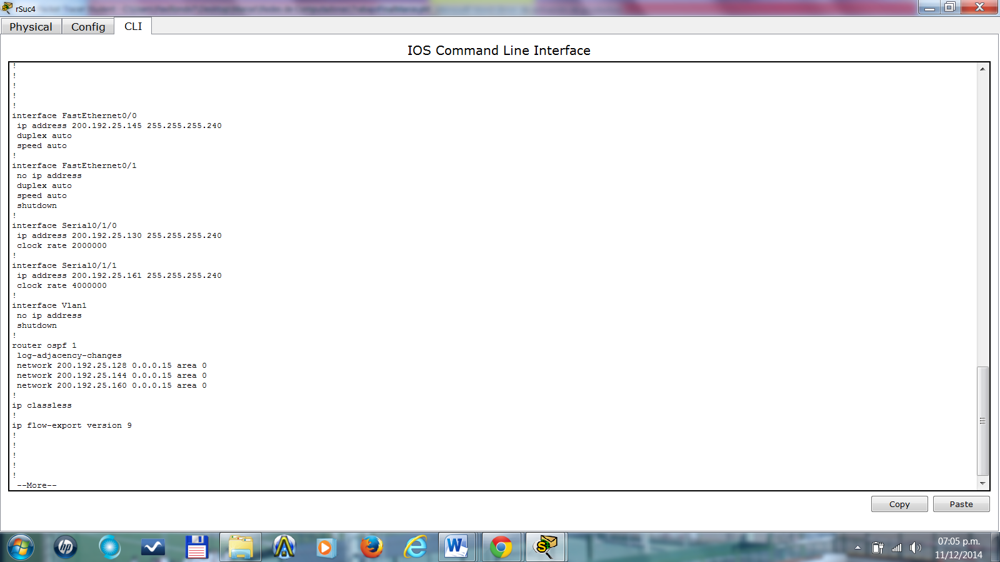 rSuc4
Physical
Config
CLI
IOS Command Line Interface
!
!
!
!
!
interface FastEthernet0/0
 ip address 200.192.25.145 255.255.255.240
 duplex auto
 speed auto
!
interface FastEthernet0/1
 no ip address
 duplex auto
 speed auto
 shutdown
!
interface Serial0/1/0
 ip address 200.192.25.130 255.255.255.240
 clock rate 2000000
!
interface Serial0/1/1
 ip address 200.192.25.161 255.255.255.240
 clock rate 4000000
!
interface Vlan1
 no ip address
 shutdown
!
router ospf 1
 log-adjacency-changes
 network 200.192.25.128 0.0.0.15 area 0
 network 200.192.25.144 0.0.0.15 area 0
 network 200.192.25.160 0.0.0.15 area 0
!
ip classless
!
ip flow-export version 9
!
!
!
!
!
 --More--
Copy
Paste
07:05 p.m.
11/12/2014